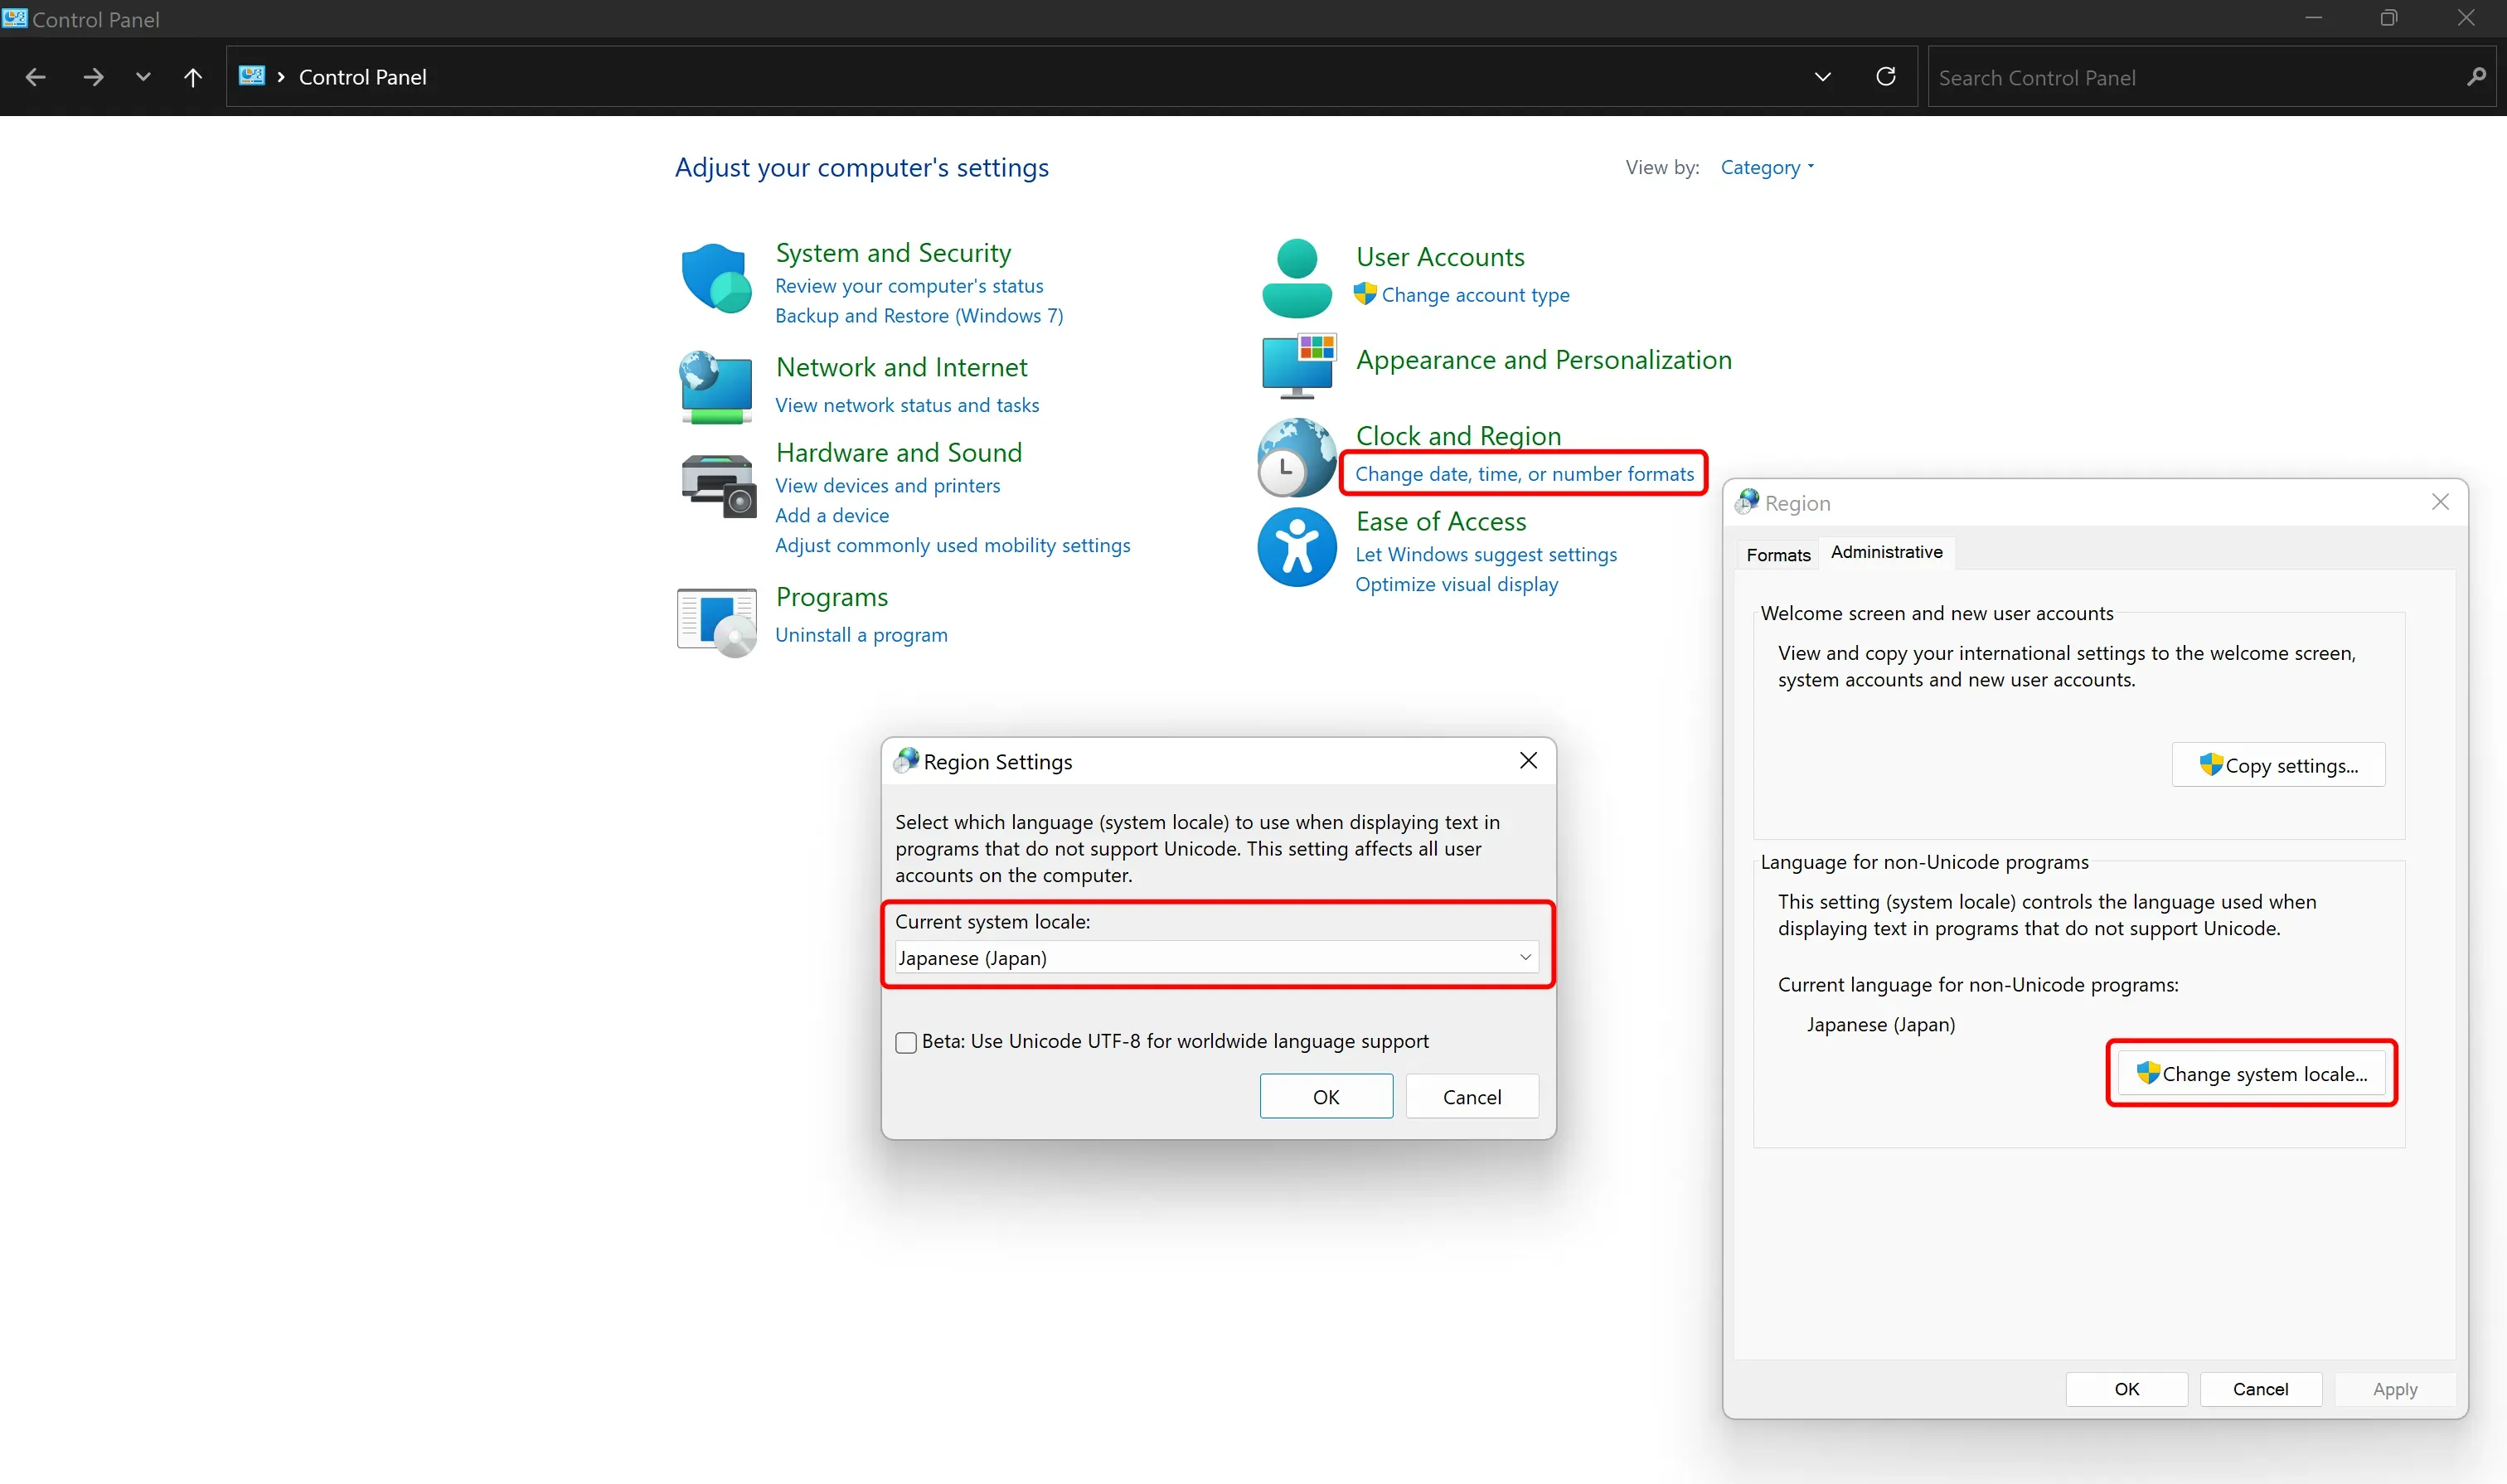 Control Panel
Control Panel
Search Control Panel
Adjust your computer's settings
View by: Category
System and Security
Review your computer's status
Backup and Restore (Windows 7)
Network and Internet
View network status and tasks
Hardware and Sound
View devices and printers
Add a device
Adjust commonly used mobility settings
Programs
Uninstall a program
User Accounts
Change account type
Appearance and Personalization
Clock and Region
Change date, time, or number formats
Ease of Access
Let Windows suggest settings
Optimize visual display
Region Settings
Select which language (system locale) to use when displaying text in
programs that do not support Unicode. This setting affects all user
accounts on the computer.
Current system locale:
Japanese (Japan)
Beta: Use Unicode UTF-8 for worldwide language support
OK
Cancel
Region
Formats
Administrative
Welcome screen and new user accounts
View and copy your international settings to the welcome screen,
system accounts and new user accounts.
Copy settings...
Language for non-Unicode programs
This setting (system locale) controls the language used when
displaying text in programs that do not support Unicode.
Current language for non-Unicode programs:
Japanese (Japan)
Change system locale...
OK
Cancel
Apply